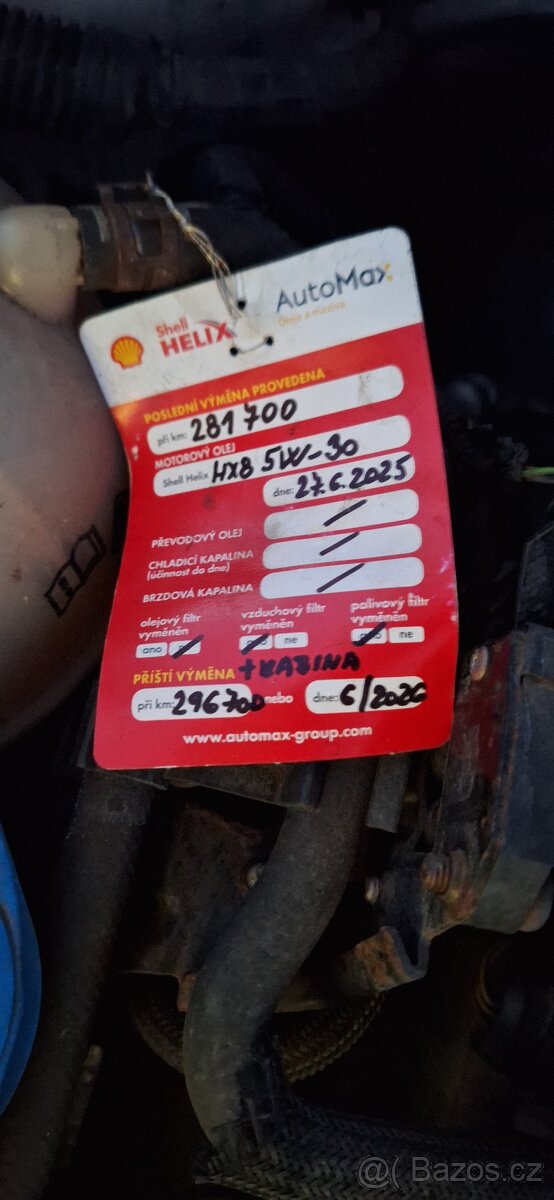 Shell
HELIX
AutoMax
Oleje a maziva
POSLEDNÍ VÝMĚNA PROVEDENA
při km: 281 700
MOTOROVÝ OLEJ
Shell Helix HX8 5W-30
dne: 27.6.2025
PŘEVODOVÝ OLEJ /
CHLADICÍ KAPALINA /
(účinnost do dne)
BRZDOVÁ KAPALINA /
olejový filtr vyměněn
ano
vzduchový filtr vyměněn
ne
palivový filtr vyměněn
ne
PŘÍŠTÍ VÝMĚNA + KABINA
při km: 296700 nebo dne: 6/2026
www.automax-group.com
@ Bazos.cz